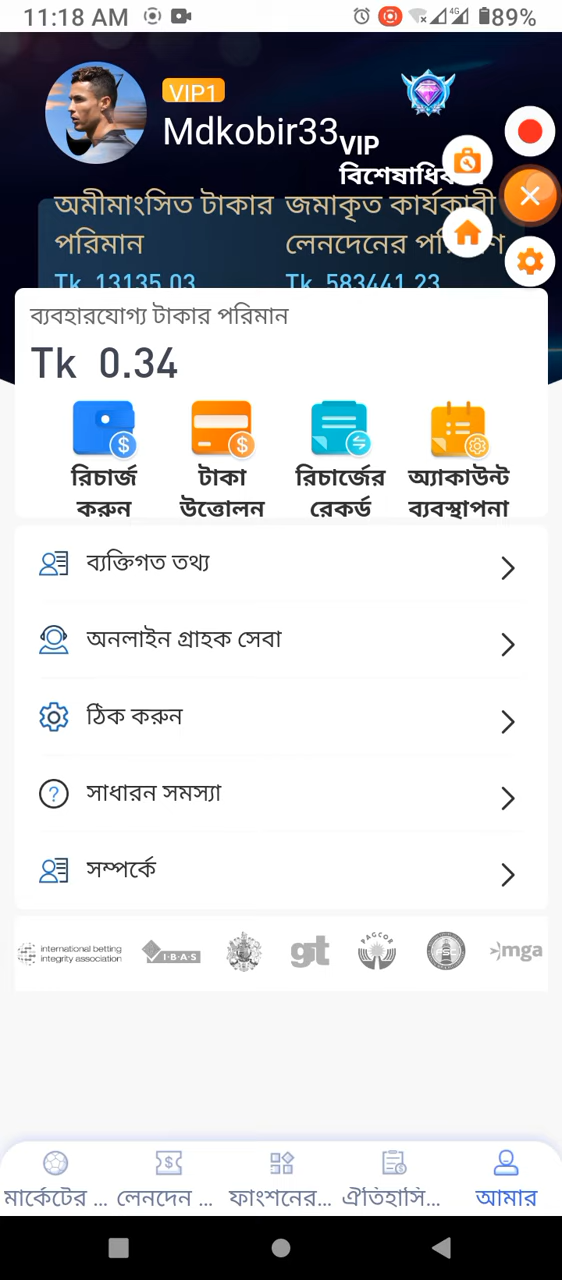 11:18 AM 4G 89%
VIP1
Mdkobir33
VIP
অমীমাংসিত টাকার জমাকৃত কার্যকারী
পরিমান লেনদেনের
Tk 13135.03 Tk 583441.23
ব্যবহারযোগ্য টাকার পরিমান
Tk 0.34
রিচার্জ টাকা রিচার্জের অ্যাকাউন্ট
করুন উত্তোলন রেকর্ড ব্যবস্থাপনা
ব্যক্তিগত তথ্য
অনলাইন গ্রাহক সেবা
ঠিক করুন
সাধারন সমস্যা
সম্পর্কে
international betting
integrity association
I·B·A·S
gt
PAGCOR
mga
মার্কেটের ... লেনদেন ... ফাংশনের... ঐতিহাসি... আমার